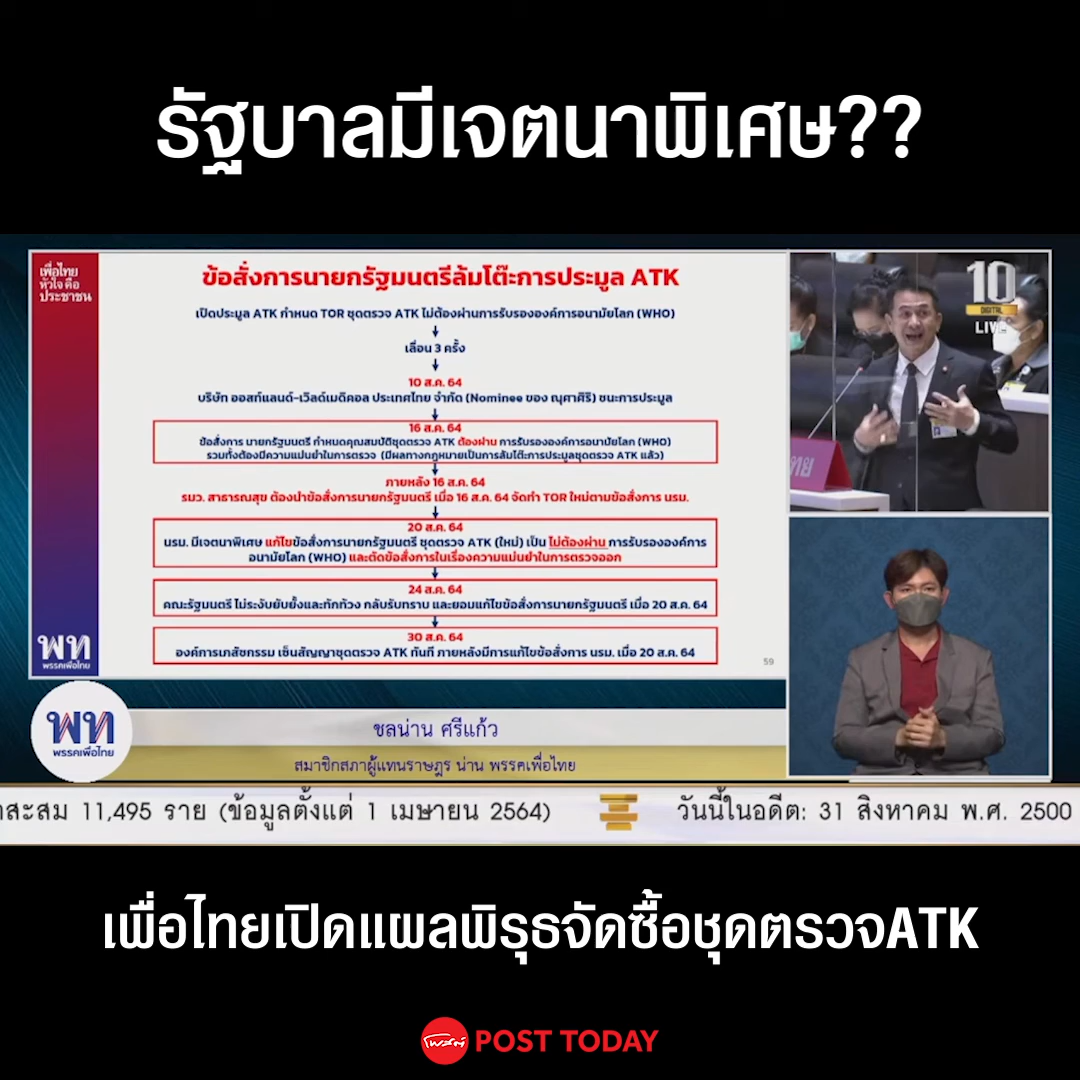 รัฐบาลมีเจตนาพิเศษ??
เพื่อไทย
หัวใจ คือ
ประชาชน
ข้อสั่งการนายกรัฐมนตรีล้มโต๊ะการประมูล ATK
เปิดประมูล ATK กำหนด TOR ชุดตรวจ ATK ไม่ต้องผ่านการรับรององค์การอนามัยโลก (WHO)
เลื่อน 3 ครั้ง
10 ส.ค. 64
บริษัท ออสท์แลนด์-เวิลด์เมดิคอล ประเทศไทย จำกัด (Nominee ของ ณุศาศิริ) ชนะการประมูล
16 ส.ค. 64
ข้อสั่งการ นายกรัฐมนตรี กำหนดคุณสมบัติชุดตรวจ ATK ต้องผ่าน การรับรององค์การอนามัยโลก (WHO)
รวมทั้งต้องมีความแม่นยำในการตรวจ (มีผลทางกฎหมายเป็นการล้มโต๊ะการประมูลชุดตรวจ ATK แล้ว)
ภายหลัง 16 ส.ค. 64
รมว. สาธารณสุข ต้องนำข้อสั่งการนายกรัฐมนตรี เมื่อ 16 ส.ค. 64 จัดทำ TOR ใหม่ตามข้อสั่งการ นรม.
20 ส.ค. 64
นรม. มีเจตนาพิเศษ แก้ไขข้อสั่งการนายกรัฐมนตรี ชุดตรวจ ATK (ใหม่) เป็น ไม่ต้องผ่าน การรับรององค์การ
อนามัยโลก (WHO) และตัดข้อสั่งการในเรื่องความแม่นยำในการตรวจออก
24 ส.ค. 64
คณะรัฐมนตรี ไม่ระงับยับยั้งและทักท้วง กลับรับทราบ และยอมแก้ไขข้อสั่งการนายกรัฐมนตรี เมื่อ 20 ส.ค. 64
30 ส.ค. 64
องค์การเภสัชกรรม เซ็นสัญญาชุดตรวจ ATK ทันที ภายหลังมีการแก้ไขข้อสั่งการ นรม. เมื่อ 20 ส.ค. 64
59
พท
พรรคเพื่อไทย
10
DIGITAL
LIVE
ไทย
พท
พรรคเพื่อไทย
ชลน่าน ศรีแก้ว
สมาชิกสภาผู้แทนราษฎร น่าน พรรคเพื่อไทย
สะสม 11,495 ราย (ข้อมูลตั้งแต่ 1 เมษายน 2564) วันนี้ในอดีต: 31 สิงหาคม พ.ศ. 2500
เพื่อไทยเปิดแผลพิรุธจัดซื้อชุดตรวจATK
โพสต์ POST TODAY